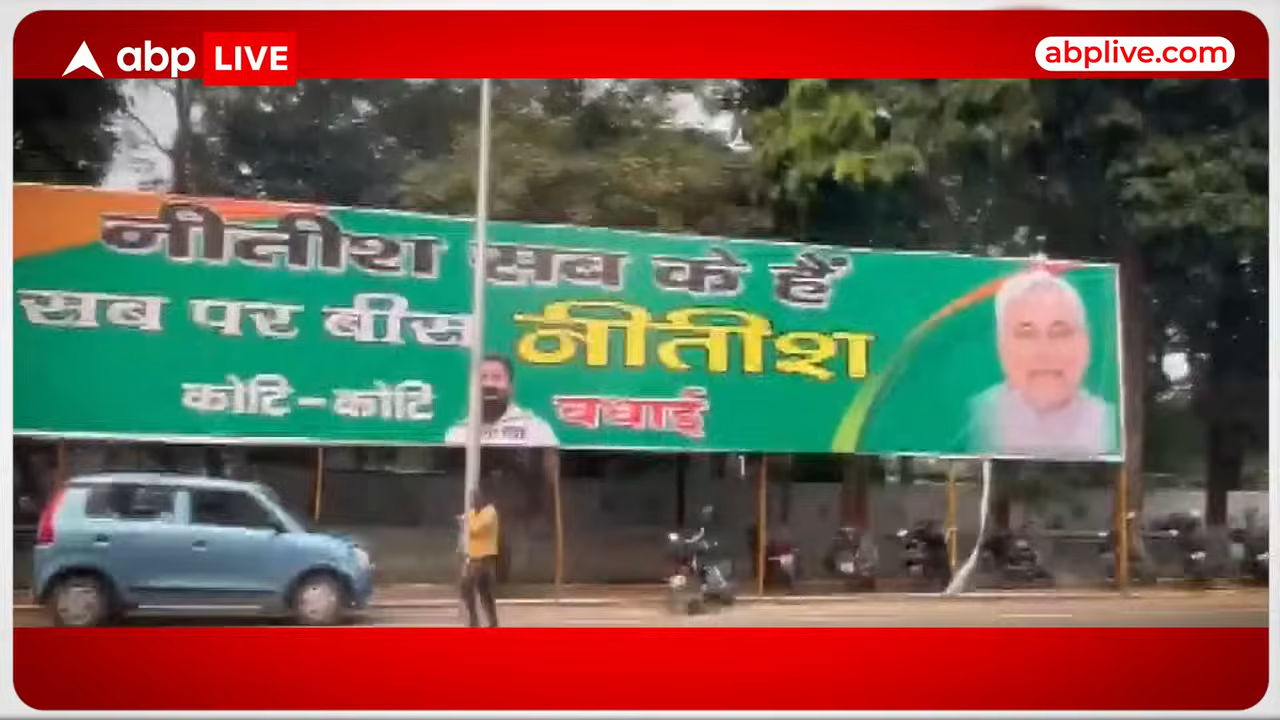 abp LIVE
abplive.com
नीतीश सब के हैं
सब पर बीस नीतीश
कोटि-कोटि बधाई